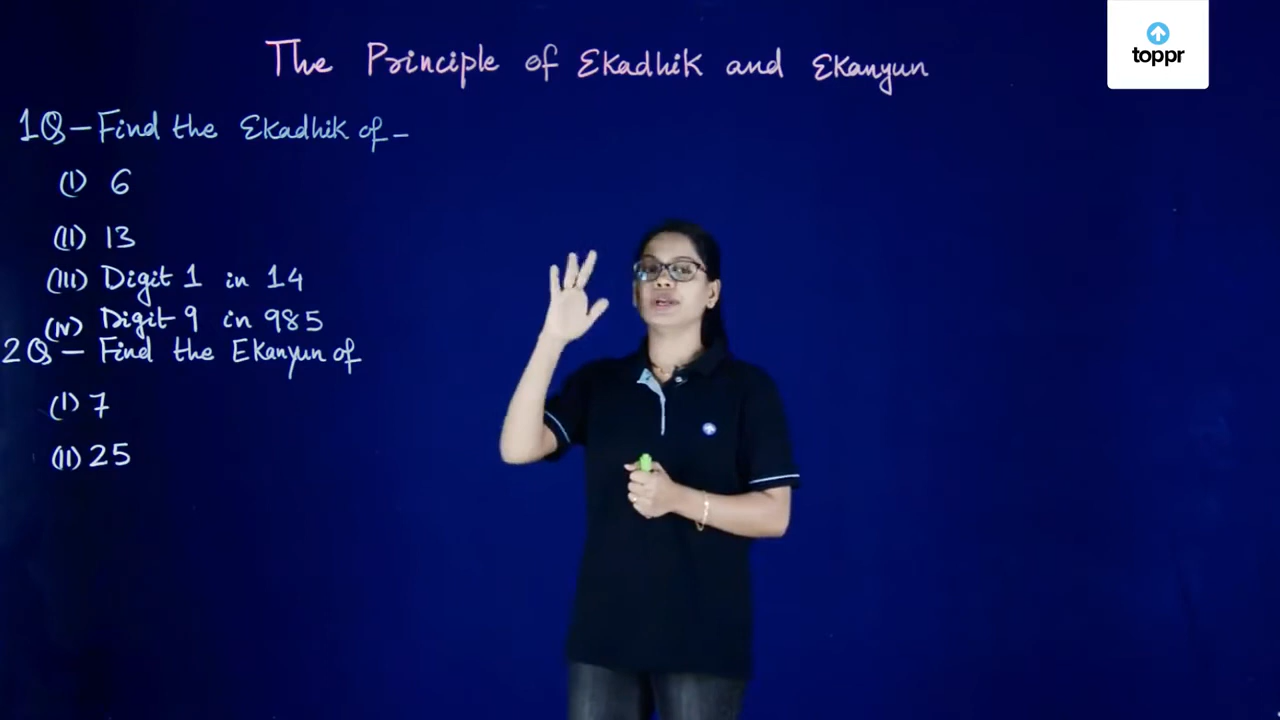 The Principle of Ekadhik and Ekanyun
toppr
1Q – Find the Ekadhik of –
(I) 6
(II) 13
(III) Digit 1 in 14
(IV) Digit 9 in 985
2Q – Find the Ekanyun of
(I) 7
(II) 25